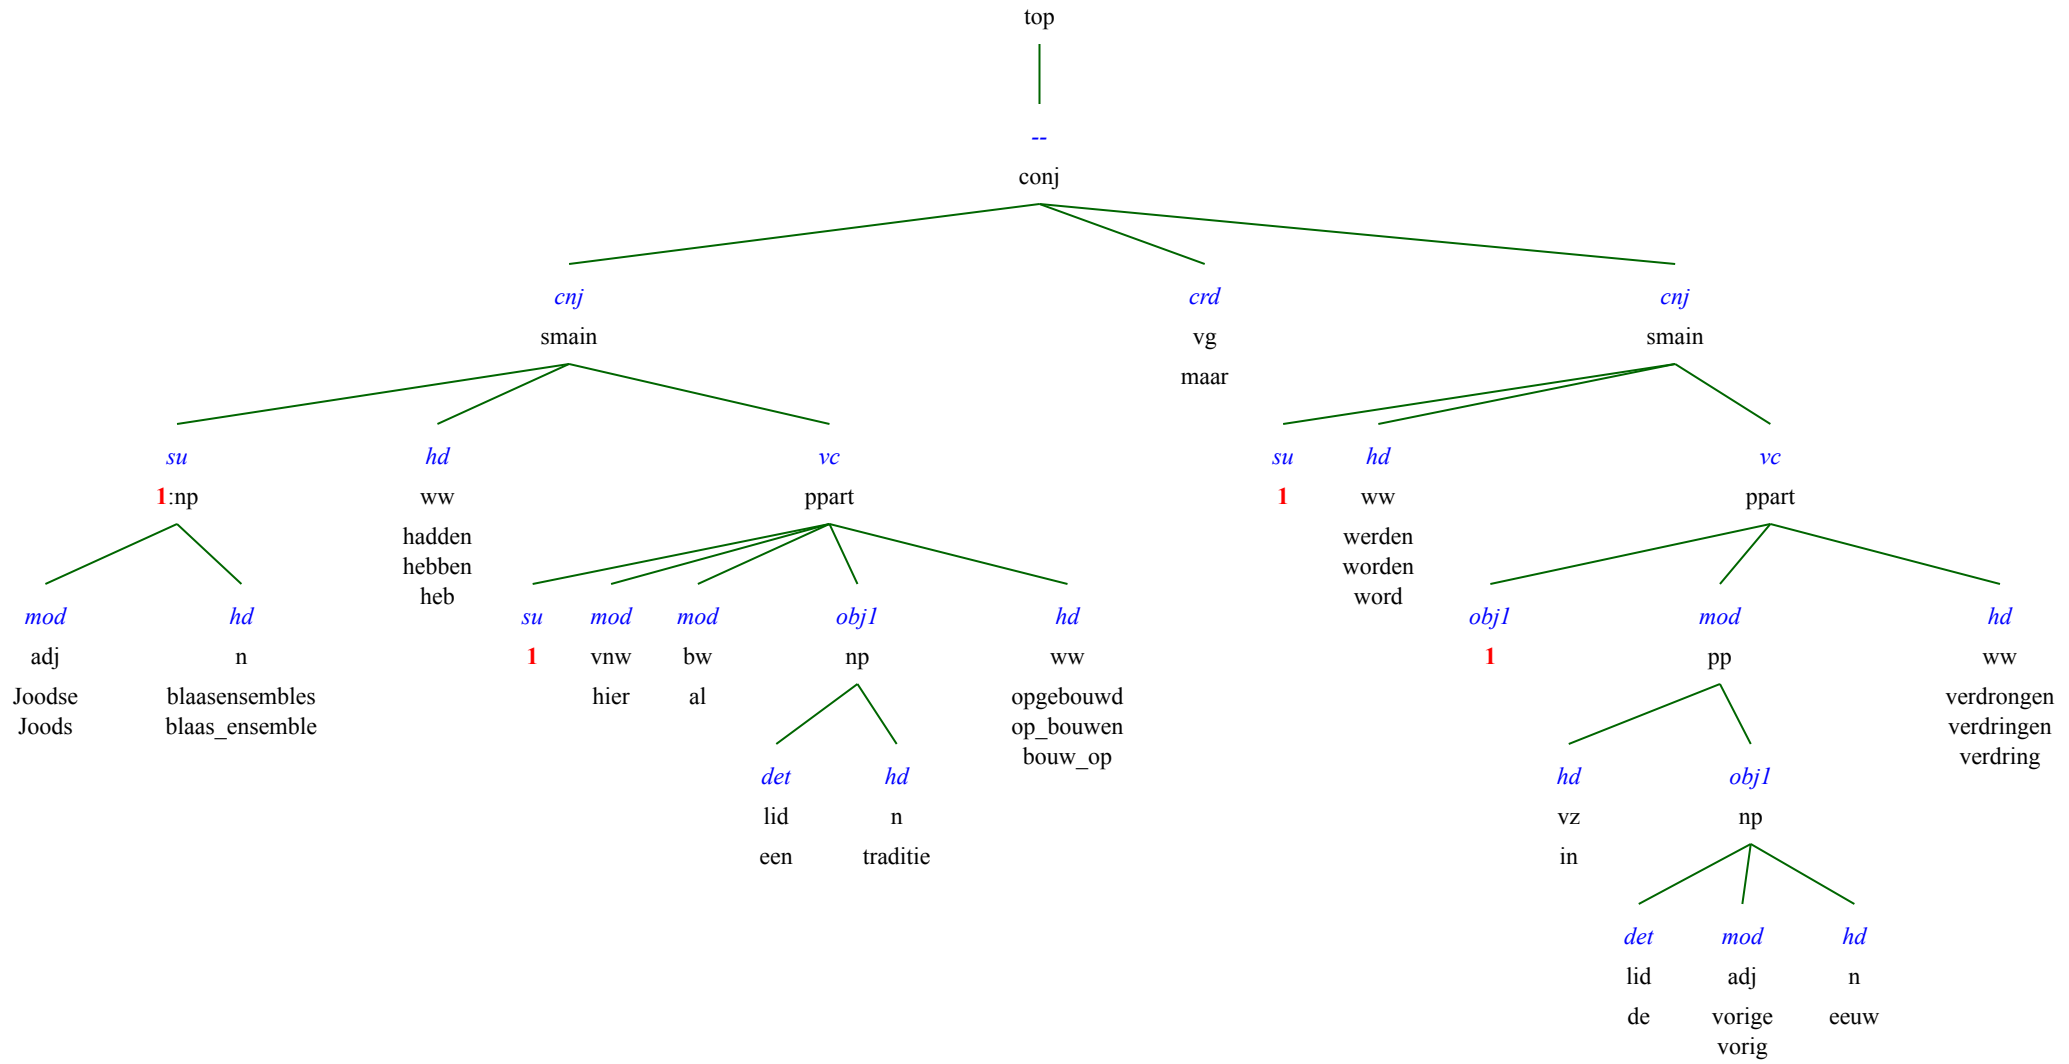 top
--
conj
cnj crd cnj
smain vg smain
maar
su hd vc su hd vc
1:np ww ppart 1 ww ppart
hadden werden
hebben worden
heb word
mod hd su mod mod obj1 hd obj1 mod hd
adj n 1 vnw bw np ww 1 pp ww
Joodse blaasensembles hier al opgebouwd verdrongen
Joods blaas_ensemble op_bouwen verdringen
bouw_op verdring
det hd hd obj1
lid n vz np
een traditie in
det mod hd
lid adj n
de vorige eeuw
vorig